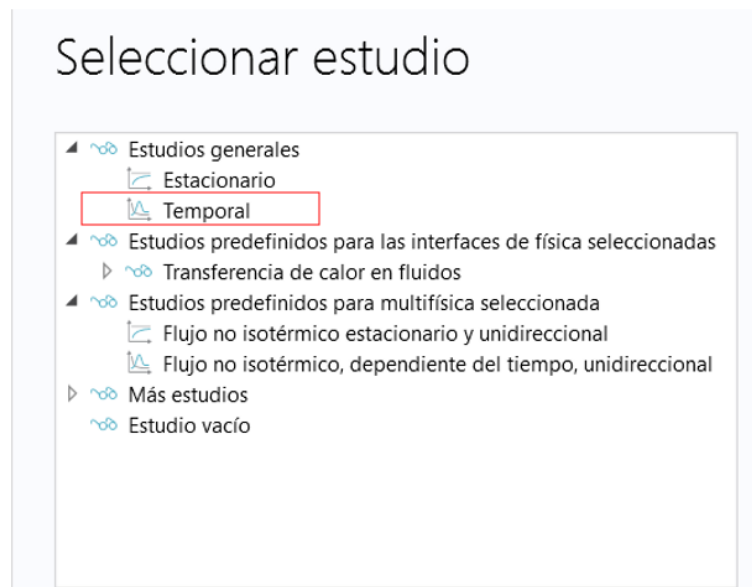 Seleccionar estudio
Estudios generales
Estacionario
Temporal
Estudios predefinidos para las interfaces de física seleccionadas
Transferencia de calor en fluidos
Estudios predefinidos para multifísica seleccionada
Flujo no isotérmico estacionario y unidireccional
Flujo no isotérmico, dependiente del tiempo, unidireccional
Más estudios
Estudio vacío